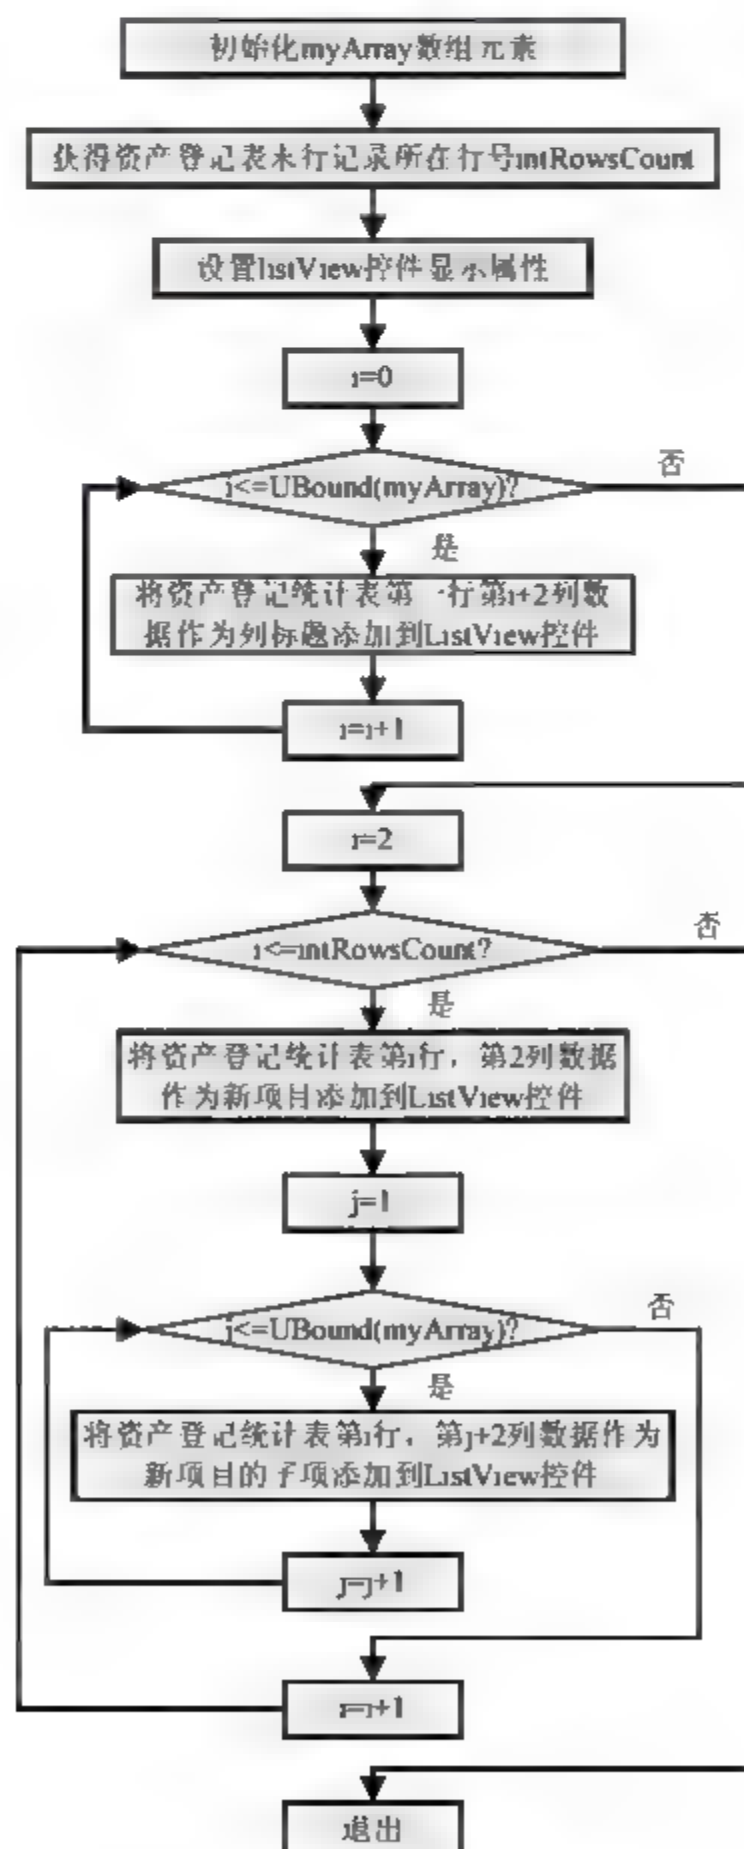 初始化myArray数组元素
获得资产登记表末行记录所在行号intRowsCount
设置listView控件显示属性
i=0
i<=UBound(myArray)?
否
是
将资产登记统计表第一行第i+2列数
据作为列标题添加到ListView控件
i=i+1
i=2
i<=intRowsCount?
否
是
将资产登记统计表第i行，第2列数据
作为新项目添加到ListView控件
j=1
j<=UBound(myArray)?
否
是
将资产登记统计表第i行，第j+2列数据作为
新项目的子项添加到ListView控件
j=j+1
i=i+1
退出